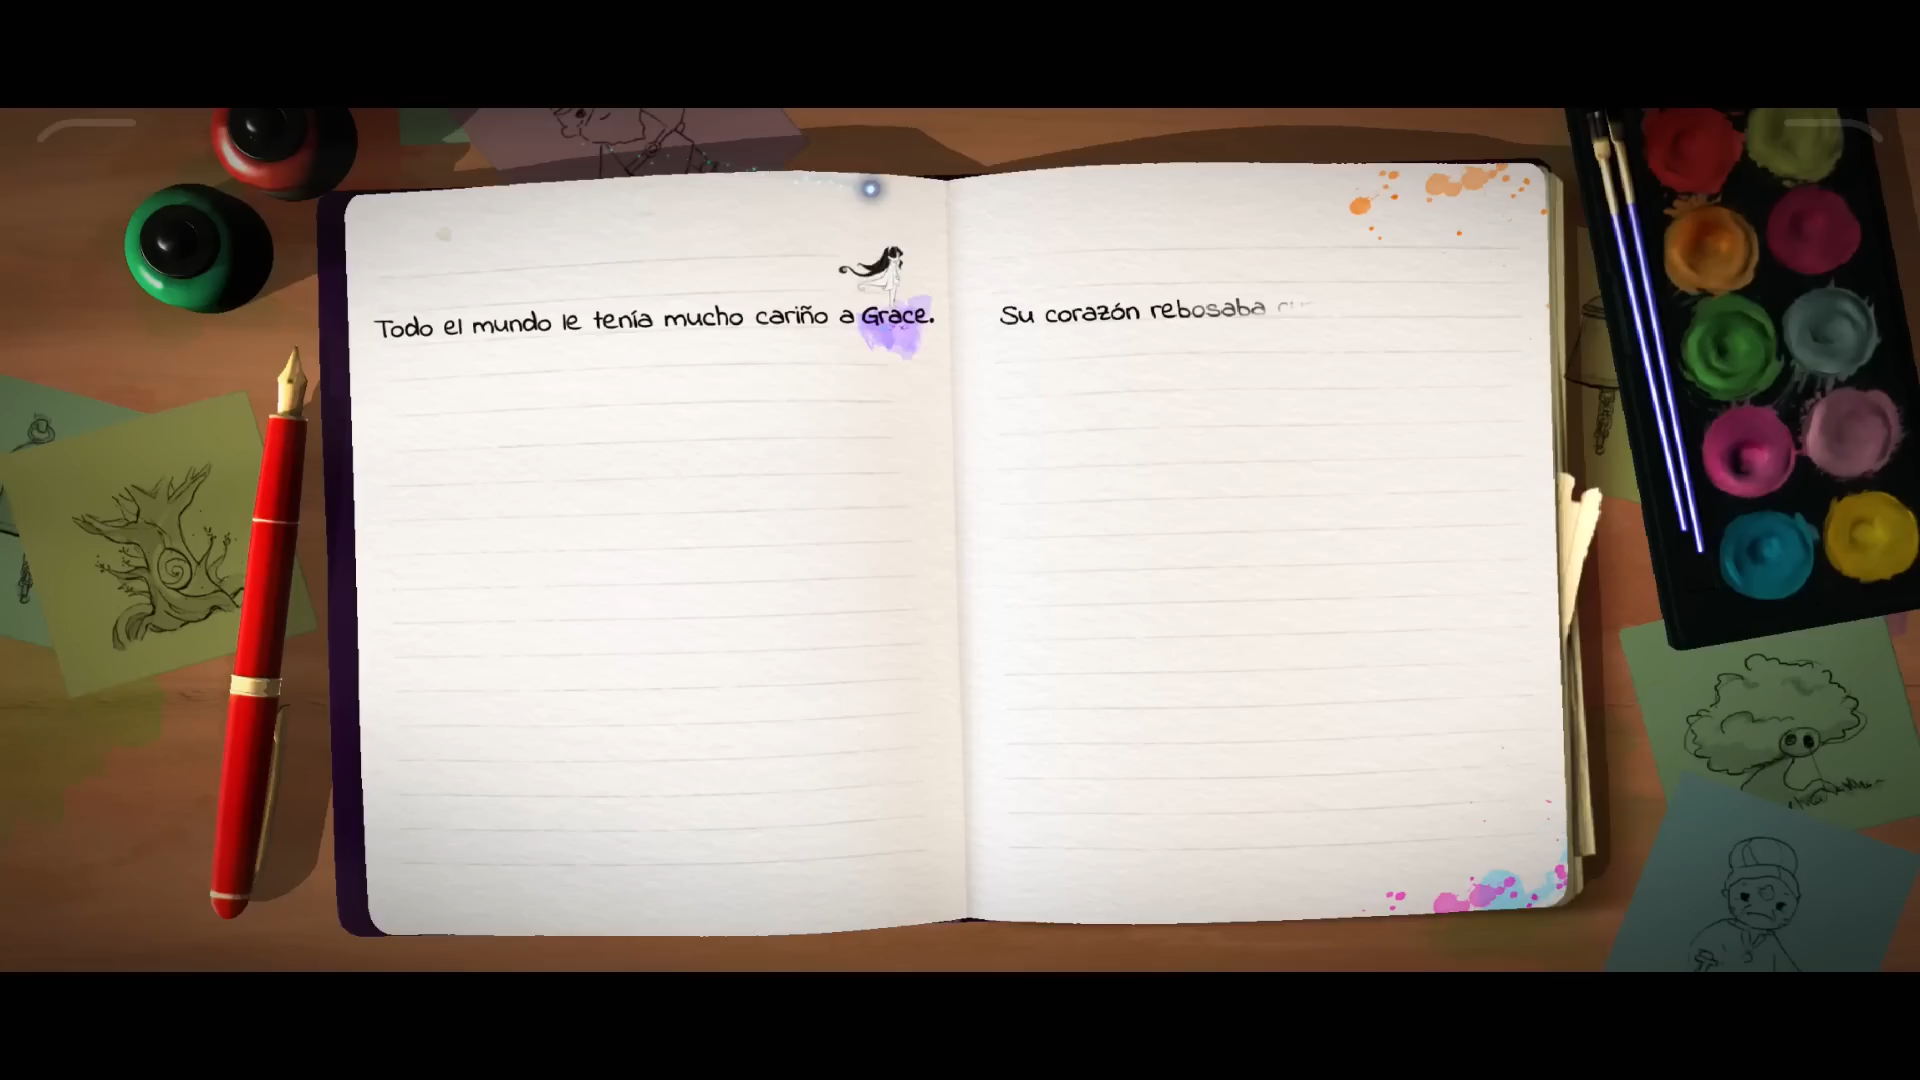 Todo el mundo le tenía mucho cariño a Grace.
Su corazón rebosaba